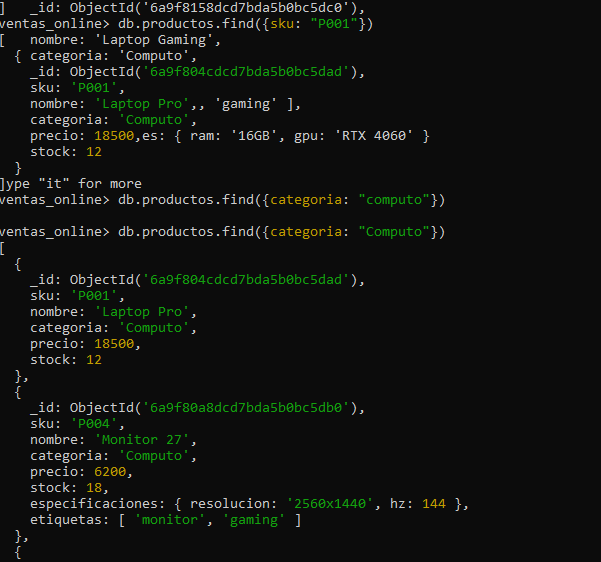 ]   _id: ObjectId('6a9f8158dcd7bda5b0bc5dc0'),
ventas_online> db.productos.find({sku: "P001"})
[   nombre: 'Laptop Gaming',
  { categoria: 'Computo',
    _id: ObjectId('6a9f804cdcd7bda5b0bc5dad'),
    sku: 'P001',
    nombre: 'Laptop Pro',, 'gaming' ],
    categoria: 'Computo',
    precio: 18500,es: { ram: '16GB', gpu: 'RTX 4060' }
    stock: 12
  }
]ype "it" for more
ventas_online> db.productos.find({categoria: "computo"})

ventas_online> db.productos.find({categoria: "Computo"})
[
  {
    _id: ObjectId('6a9f804cdcd7bda5b0bc5dad'),
    sku: 'P001',
    nombre: 'Laptop Pro',
    categoria: 'Computo',
    precio: 18500,
    stock: 12
  },
  {
    _id: ObjectId('6a9f80a8dcd7bda5b0bc5db0'),
    sku: 'P004',
    nombre: 'Monitor 27',
    categoria: 'Computo',
    precio: 6200,
    stock: 18,
    especificaciones: { resolucion: '2560x1440', hz: 144 },
    etiquetas: [ 'monitor', 'gaming' ]
  },
  {